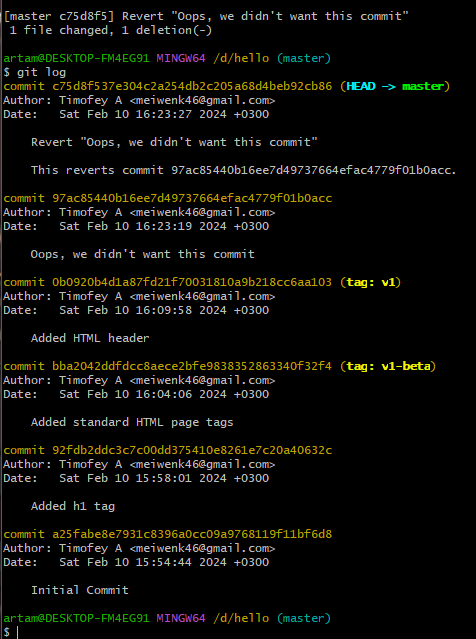 [master c75d8f5] Revert "Oops, we didn't want this commit"
 1 file changed, 1 deletion(-)

artam@DESKTOP-FM4EG91 MINGW64 /d/hello (master)
$ git log
commit c75d8f537e304c2a254db2c205a68d4beb92cb86 (HEAD -> master)
Author: Timofey A <meiwenk46@gmail.com>
Date:   Sat Feb 10 16:23:27 2024 +0300

    Revert "Oops, we didn't want this commit"

    This reverts commit 97ac85440b16ee7d49737664efac4779f01b0acc.

commit 97ac85440b16ee7d49737664efac4779f01b0acc
Author: Timofey A <meiwenk46@gmail.com>
Date:   Sat Feb 10 16:23:19 2024 +0300

    Oops, we didn't want this commit

commit 0b0920b4d1a87fd21f70031810a9b218cc6aa103 (tag: v1)
Author: Timofey A <meiwenk46@gmail.com>
Date:   Sat Feb 10 16:09:58 2024 +0300

    Added HTML header

commit bba2042ddfdcc8aece2bfe9838352863340f32f4 (tag: v1-beta)
Author: Timofey A <meiwenk46@gmail.com>
Date:   Sat Feb 10 16:04:06 2024 +0300

    Added standard HTML page tags

commit 92fdb2ddc3c7c00dd375410e8261e7c20a40632c
Author: Timofey A <meiwenk46@gmail.com>
Date:   Sat Feb 10 15:58:01 2024 +0300

    Added h1 tag

commit a25fabe8e7931c8396a0cc09a9768119f11bf6d8
Author: Timofey A <meiwenk46@gmail.com>
Date:   Sat Feb 10 15:54:44 2024 +0300

    Initial Commit

artam@DESKTOP-FM4EG91 MINGW64 /d/hello (master)
$